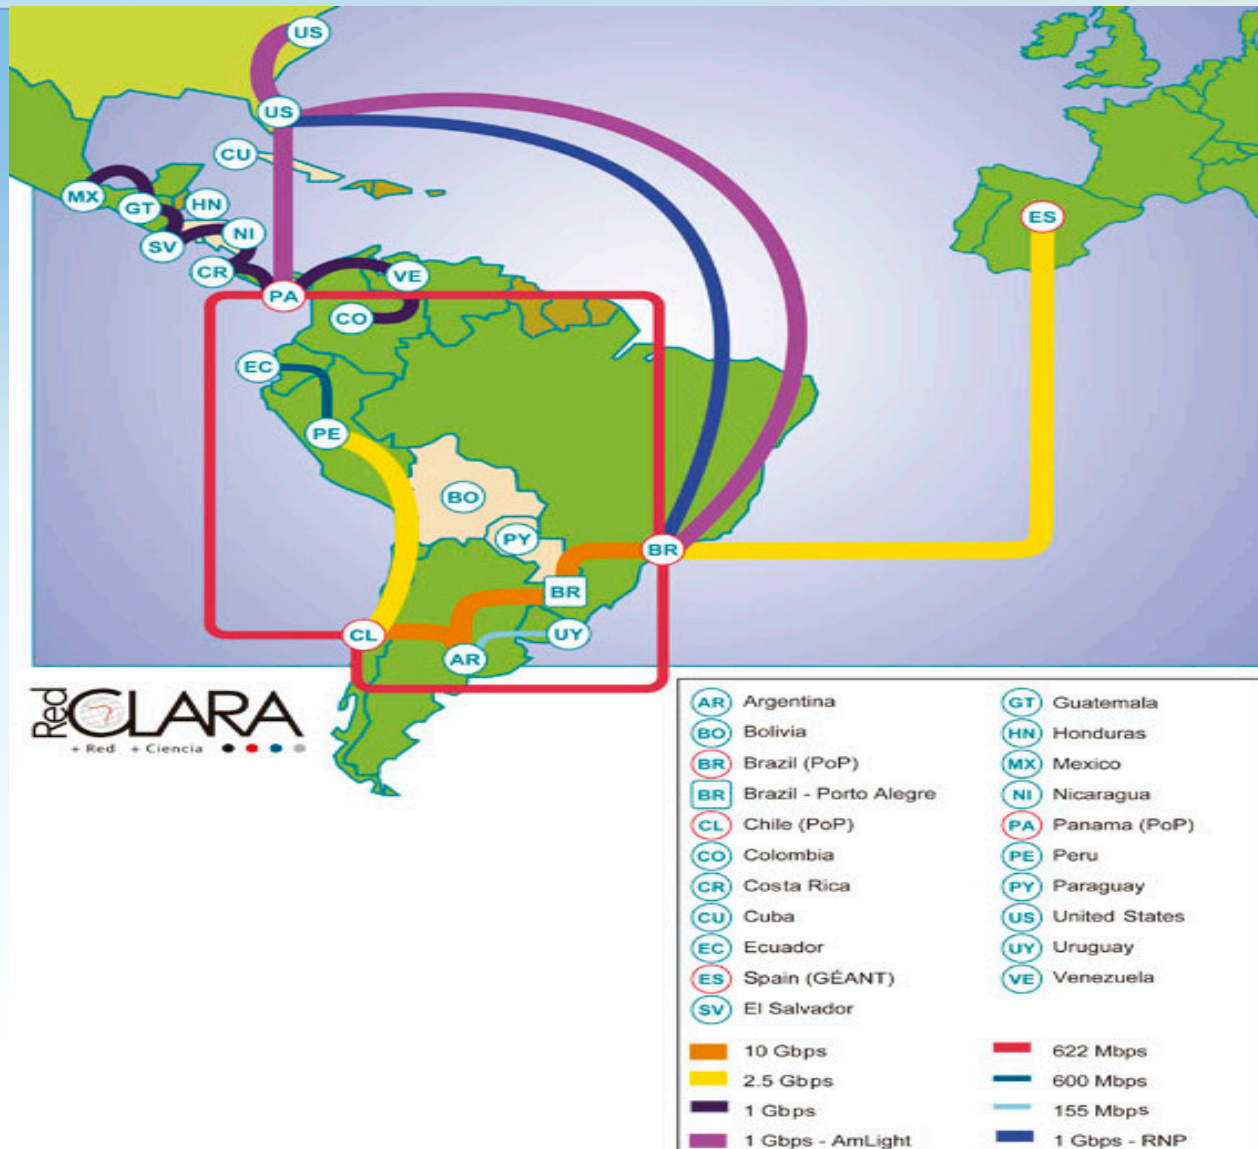 US
US
CU
MX
GT
HN
SV
NI
CR
PA
VE
CO
EC
PE
BO
PY
BR
BR
CL
AR
UY
ES
Red CLARA
+ Red + Ciencia
AR Argentina
BO Bolivia
BR Brazil (PoP)
BR Brazil - Porto Alegre
CL Chile (PoP)
CO Colombia
CR Costa Rica
CU Cuba
EC Ecuador
ES Spain (GÉANT)
SV El Salvador
GT Guatemala
HN Honduras
MX Mexico
NI Nicaragua
PA Panama (PoP)
PE Peru
PY Paraguay
US United States
UY Uruguay
VE Venezuela
10 Gbps
2.5 Gbps
1 Gbps
1 Gbps - AmLight
622 Mbps
600 Mbps
155 Mbps
1 Gbps - RNP